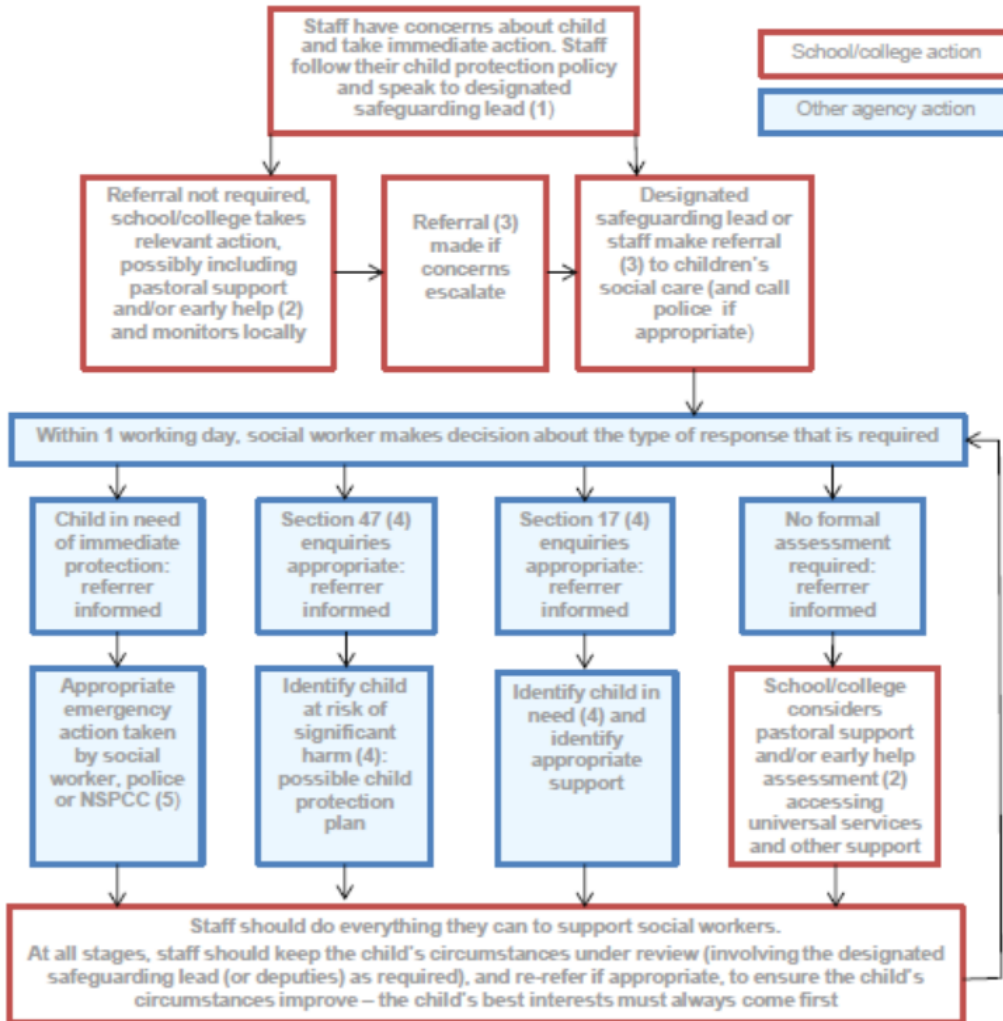 Staff have concerns about child
and take immediate action. Staff
follow their child protection policy
and speak to designated
safeguarding lead (1)
School/college action
Other agency action
Referral not required,
school/college takes
relevant action,
possibly including
pastoral support
and/or early help (2)
and monitors locally
Referral (3)
made if
concerns
escalate
Designated
safeguarding lead or
staff make referral
(3) to children's
social care (and call
police if
appropriate)
Within 1 working day, social worker makes decision about the type of response that is required
Child in need
of immediate
protection:
referrer
informed
Section 47 (4)
enquiries
appropriate:
referrer
informed
Section 17 (4)
enquiries
appropriate:
referrer
informed
No formal
assessment
required:
referrer
informed
Appropriate
emergency
action taken
by social
worker, police
or NSPCC (5)
Identify child
at risk of
significant
harm (4):
possible child
protection
plan
Identify child in
need (4) and
identify
appropriate
support
School/college
considers
pastoral support
and/or early help
assessment (2)
accessing
universal services
and other support
Staff should do everything they can to support social workers.
At all stages, staff should keep the child's circumstances under review (involving the designated
safeguarding lead (or deputies) as required), and re-refer if appropriate, to ensure the child's
circumstances improve – the child's best interests must always come first